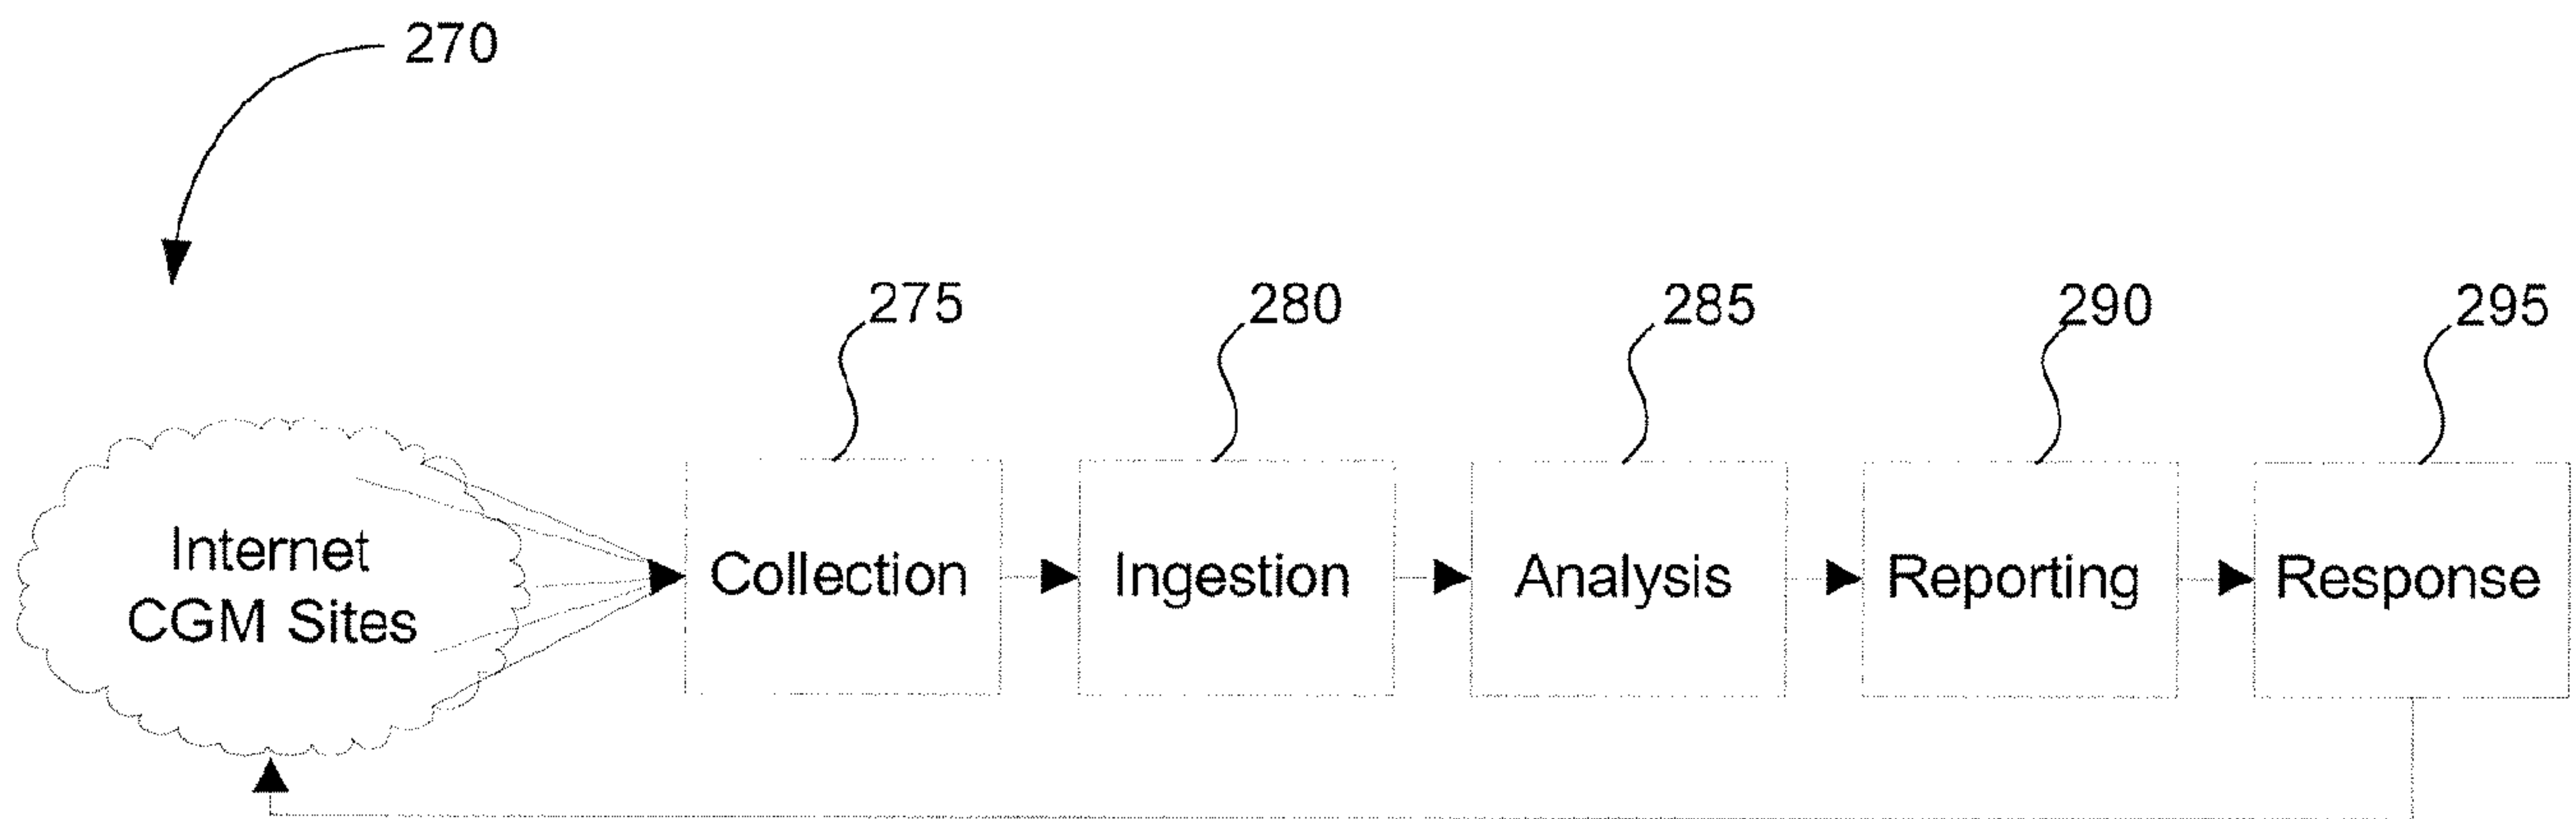 270
275
280
285
290
295
Internet
CGM Sites
Collection
Ingestion
Analysis
Reporting
Response